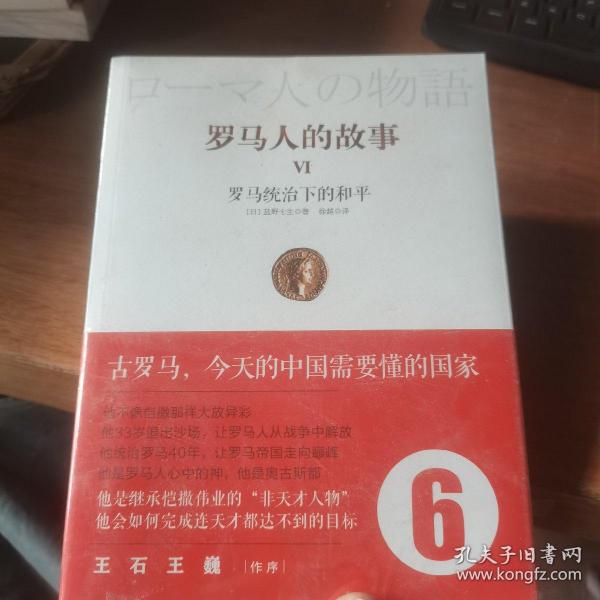 ローマ人の物語
罗马人的故事
VI
罗马统治下的和平
[日]盐野七生◎著 徐越◎译
古罗马，今天的中国需要懂的国家
他不像恺撒那样大放异彩
他33岁退出沙场，让罗马人从战争中解放
他统治罗马40年，让罗马帝国走向巅峰
他是罗马人心中的神，他是奥古斯都
他是继承恺撒伟业的“非天才人物”
他会如何完成连天才都达不到的目标
6
王石王巍 |作序|
孔夫子旧书网
www.kongfz.com